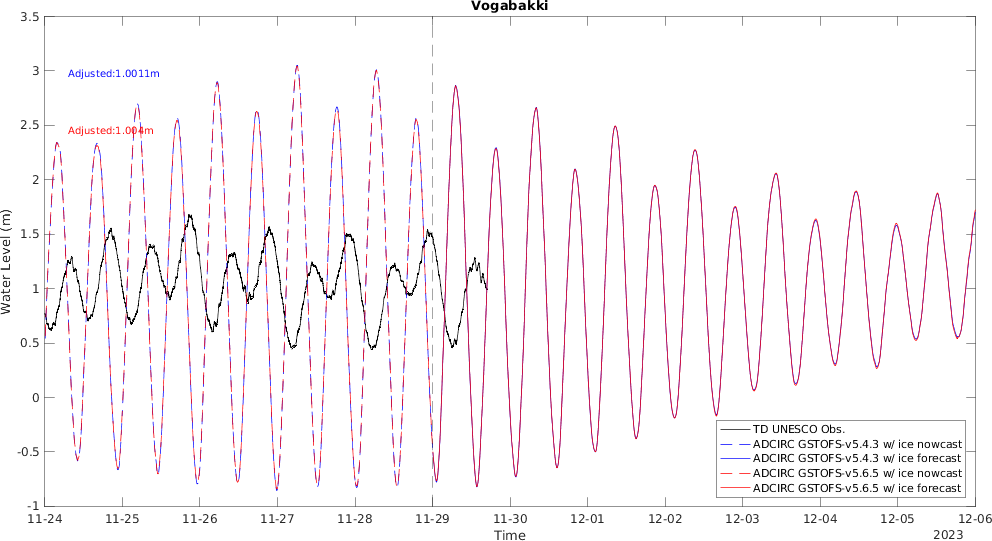 Vogabakki
3.5
3
2.5
2
1.5
1
0.5
0
-0.5
-1
Water Level (m)
Adjusted:1.0011m
Adjusted:1.004m
TD UNESCO Obs.
ADCIRC GSTOFS-v5.4.3 w/ ice nowcast
ADCIRC GSTOFS-v5.4.3 w/ ice forecast
ADCIRC GSTOFS-v5.6.5 w/ ice nowcast
ADCIRC GSTOFS-v5.6.5 w/ ice forecast
11-24 11-25 11-26 11-27 11-28 11-29 11-30 12-01 12-02 12-03 12-04 12-05 12-06
Time
2023